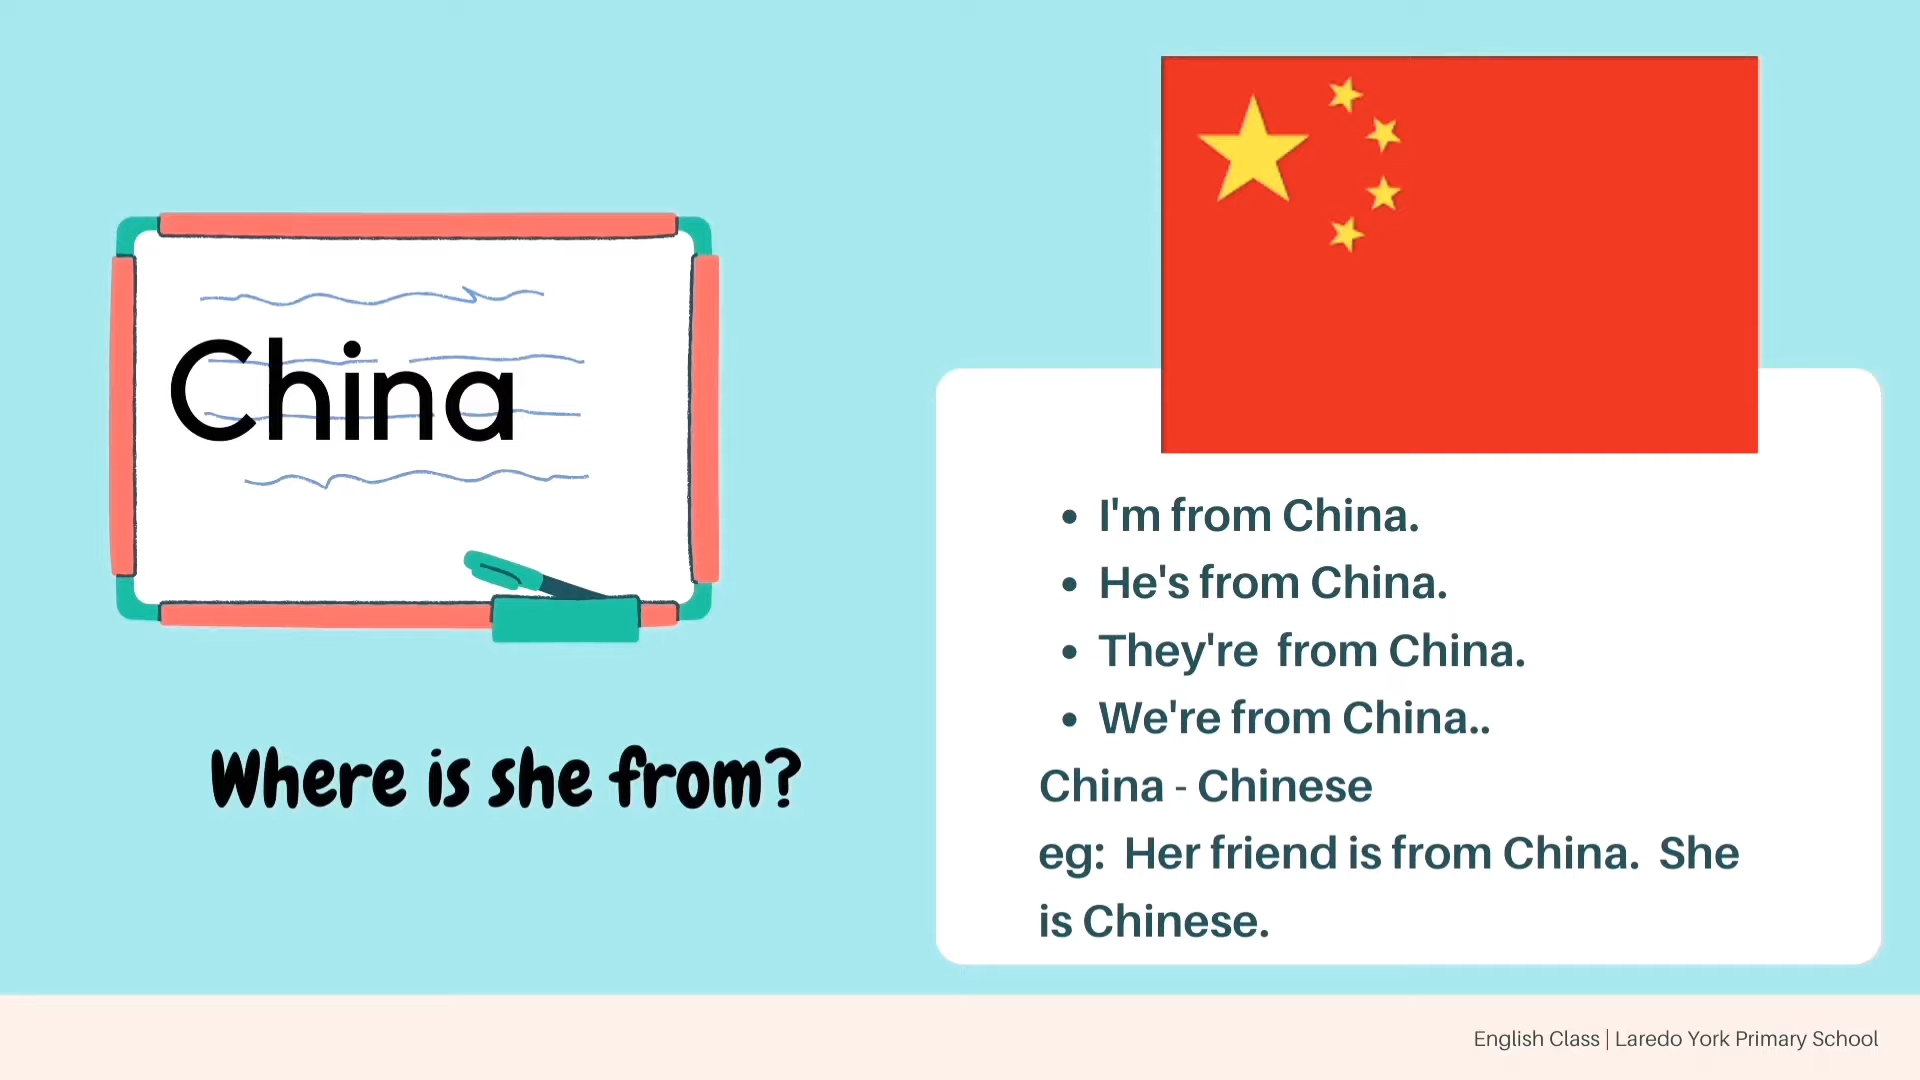 China
Where is she from?
• I'm from China.
• He's from China.
• They're  from China.
• We're from China..
China - Chinese
eg:  Her friend is from China.  She
is Chinese.
English Class | Laredo York Primary School